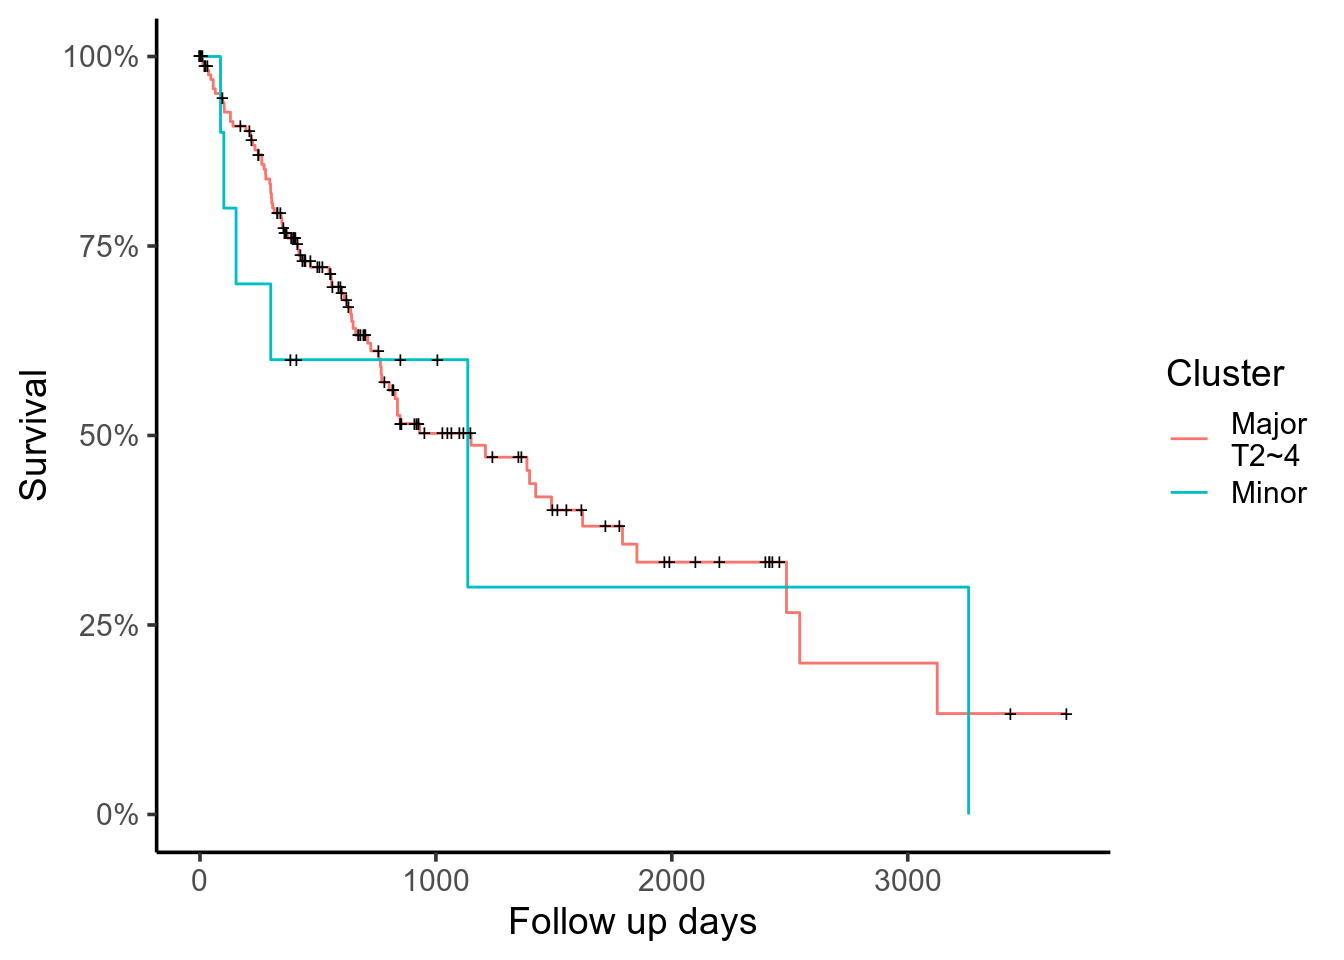 100%
75%
50%
25%
0%
Survival
0 1000 2000 3000
Follow up days
Cluster
Major
T2~4
Minor